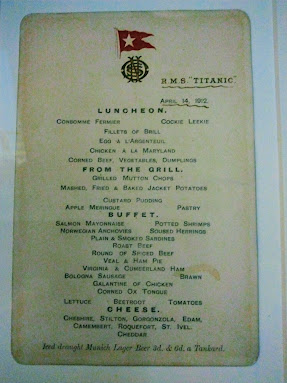 R.M.S. "TITANIC."
APRIL 14, 1912.
LUNCHEON.
CONSOMMÉ FERMIER COCKIE LEEKIE
FILLETS OF BRILL
EGG À L'ARGENTEUIL
CHICKEN À LA MARYLAND
CORNED BEEF, VEGETABLES, DUMPLINGS
FROM THE GRILL.
GRILLED MUTTON CHOPS
MASHED, FRIED & BAKED JACKET POTATOES
CUSTARD PUDDING
APPLE MERINGUE PASTRY
BUFFET.
SALMON MAYONNAISE POTTED SHRIMPS
NORWEGIAN ANCHOVIES SOUSED HERRINGS
PLAIN & SMOKED SARDINES
ROAST BEEF
ROUND OF SPICED BEEF
VEAL & HAM PIE
VIRGINIA & CUMBERLAND HAM
BOLOGNA SAUSAGE BRAWN
GALANTINE OF CHICKEN
CORNED OX TONGUE
LETTUCE BEETROOT TOMATOES
CHEESE.
CHESHIRE, STILTON, GORGONZOLA, EDAM,
CAMEMBERT, ROQUEFORT, ST. IVEL,
CHEDDAR
Iced draught Munich Lager Beer 3d. & 6d. a Tankard.